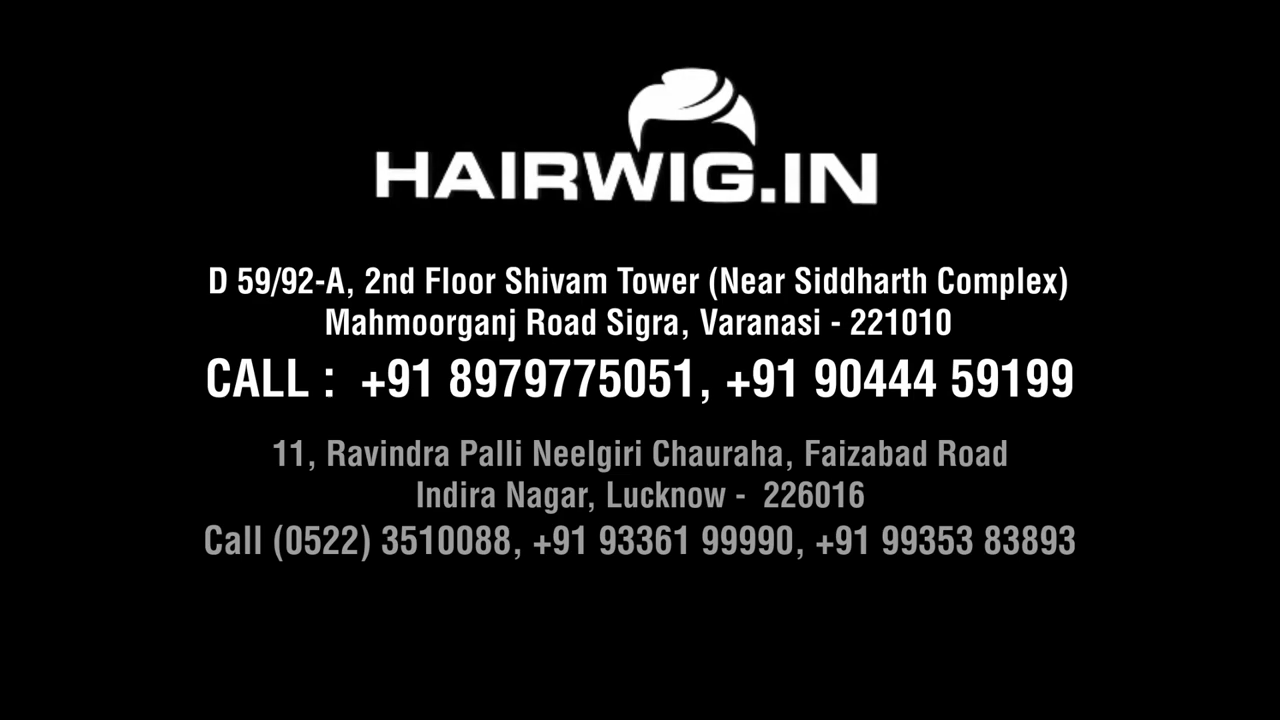 HAIRWIG.IN
D 59/92-A, 2nd Floor Shivam Tower (Near Siddharth Complex)
Mahmoorganj Road Sigra, Varanasi - 221010
CALL : +91 8979775051, +91 90444 59199
11, Ravindra Palli Neelgiri Chauraha, Faizabad Road
Indira Nagar, Lucknow - 226016
Call (0522) 3510088, +91 93361 99990, +91 99353 83893